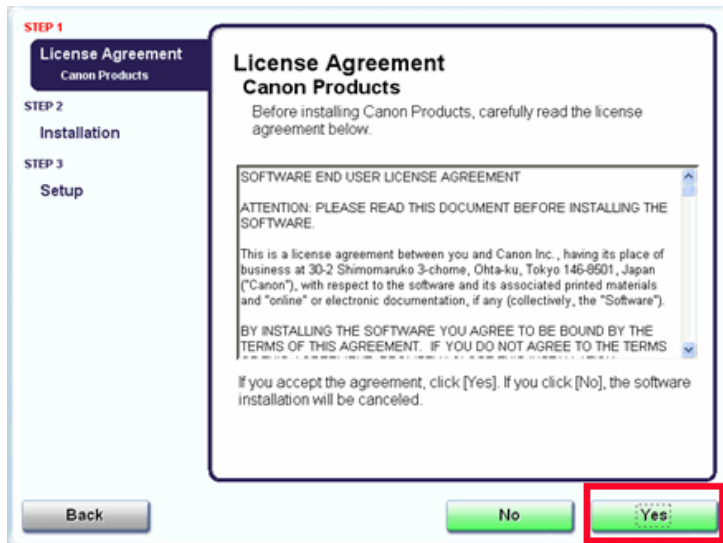 STEP 1
License Agreement
Canon Products
STEP 2
Installation
STEP 3
Setup
License Agreement
Canon Products
Before installing Canon Products, carefully read the license
agreement below.
SOFTWARE END USER LICENSE AGREEMENT
ATTENTION: PLEASE READ THIS DOCUMENT BEFORE INSTALLING THE
SOFTWARE.
This is a license agreement between you and Canon Inc., having its place of
business at 30-2 Shimomaruko 3-chome, Ohta-ku, Tokyo 146-8501, Japan
("Canon"), with respect to the software and its associated printed materials
and "online" or electronic documentation, if any (collectively, the "Software").
BY INSTALLING THE SOFTWARE YOU AGREE TO BE BOUND BY THE
TERMS OF THIS AGREEMENT. IF YOU DO NOT AGREE TO THE TERMS
If you accept the agreement, click [Yes]. If you click [No], the software
installation will be canceled.
Back
No
Yes